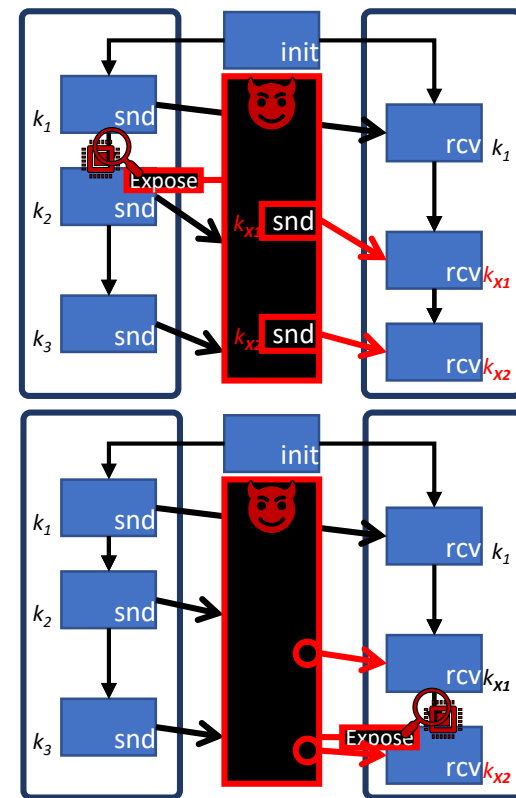 init
k1 snd
rcv k1
Expose
k2 snd
kX1 snd
rcv kX1
k3 snd
kX2 snd
rcv kX2
init
k1 snd
rcv k1
k2 snd
rcv kX1
k3 snd
Expose
rcv kX2